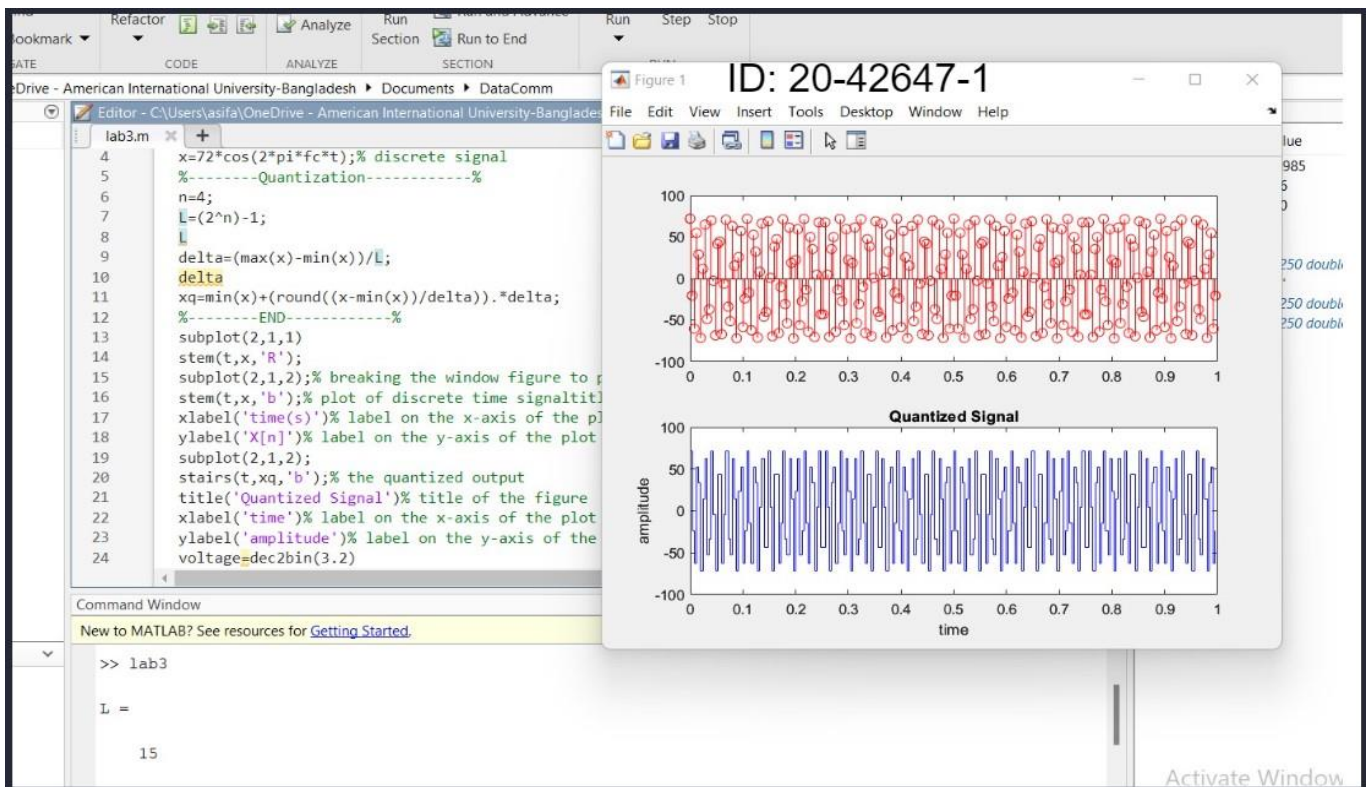 Refactor
Analyze
Run
Section
Run to End
Run
Step
Stop
CODE
ANALYZE
SECTION
American International University-Bangladesh ▸ Documents ▸ DataComm
Editor - C:\Users\asifa\OneDrive - American International University-Banglades
lab3.m
4 x=72*cos(2*pi*fc*t);% discrete signal
5 %--------Quantization------------%
6 n=4;
7 L=(2^n)-1;
8 L
9 delta=(max(x)-min(x))/L;
10 delta
11 xq=min(x)+(round((x-min(x))/delta)).*delta;
12 %--------END------------%
13 subplot(2,1,1)
14 stem(t,x,'R');
15 subplot(2,1,2);% breaking the window figure to p
16 stem(t,x,'b');% plot of discrete time signaltitl
17 xlabel('time(s)')% label on the x-axis of the pl
18 ylabel('X[n]')% label on the y-axis of the plot
19 subplot(2,1,2);
20 stairs(t,xq,'b');% the quantized output
21 title('Quantized Signal')% title of the figure
22 xlabel('time')% label on the x-axis of the plot
23 ylabel('amplitude')% label on the y-axis of the
24 voltage=dec2bin(3.2)
Command Window
New to MATLAB? See resources for Getting Started.
>> lab3
L =
15
Figure 1
ID: 20-42647-1
File Edit View Insert Tools Desktop Window Help
100
50
0
-50
-100
0 0.1 0.2 0.3 0.4 0.5 0.6 0.7 0.8 0.9 1
Quantized Signal
100
50
0
-50
-100
amplitude
0 0.1 0.2 0.3 0.4 0.5 0.6 0.7 0.8 0.9 1
time
lue
985
250 doubl
250 doubl
250 doubl
Activate Window